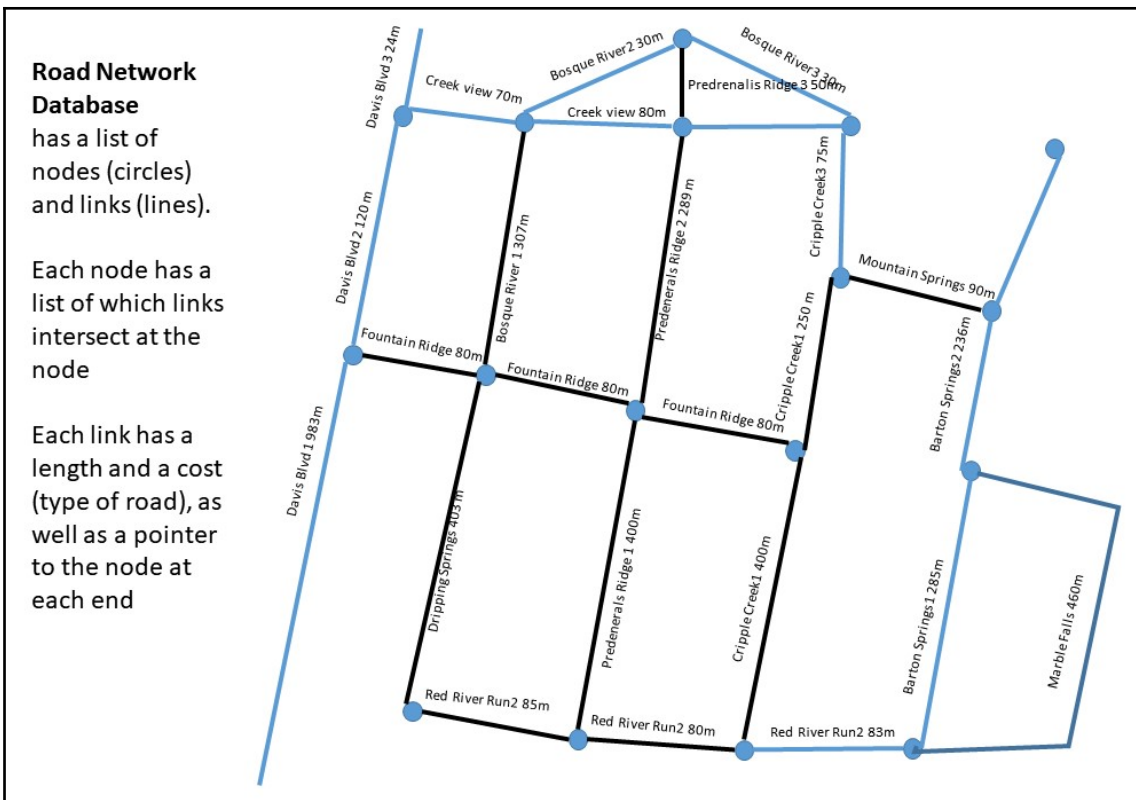 Road Network
Database
has a list of
nodes (circles)
and links (lines).
Each node has a
list of which links
intersect at the
node
Each link has a
length and a cost
(type of road), as
well as a pointer
to the node at
each end
Davis Blvd 3 24m
Creek view 70m
Bosque River2 30m
Bosque River3 30m
Predrenalis Ridge 3 50m
Creek view 80m
Davis Blvd 2 120 m
Bosque River 1 307m
Predenerals Ridge 2 289 m
Cripple Creek3 75m
Mountain Springs 90m
Fountain Ridge 80m
Fountain Ridge 80m
Fountain Ridge 80m
Cripple Creek1 250 m
Barton Springs2 236m
Davis Blvd 1 983m
Dripping Springs 403 m
Predenerals Ridge 1 400m
Cripple Creek1 400m
Barton Springs1 285m
Marble Falls 460m
Red River Run2 85m
Red River Run2 80m
Red River Run2 83m